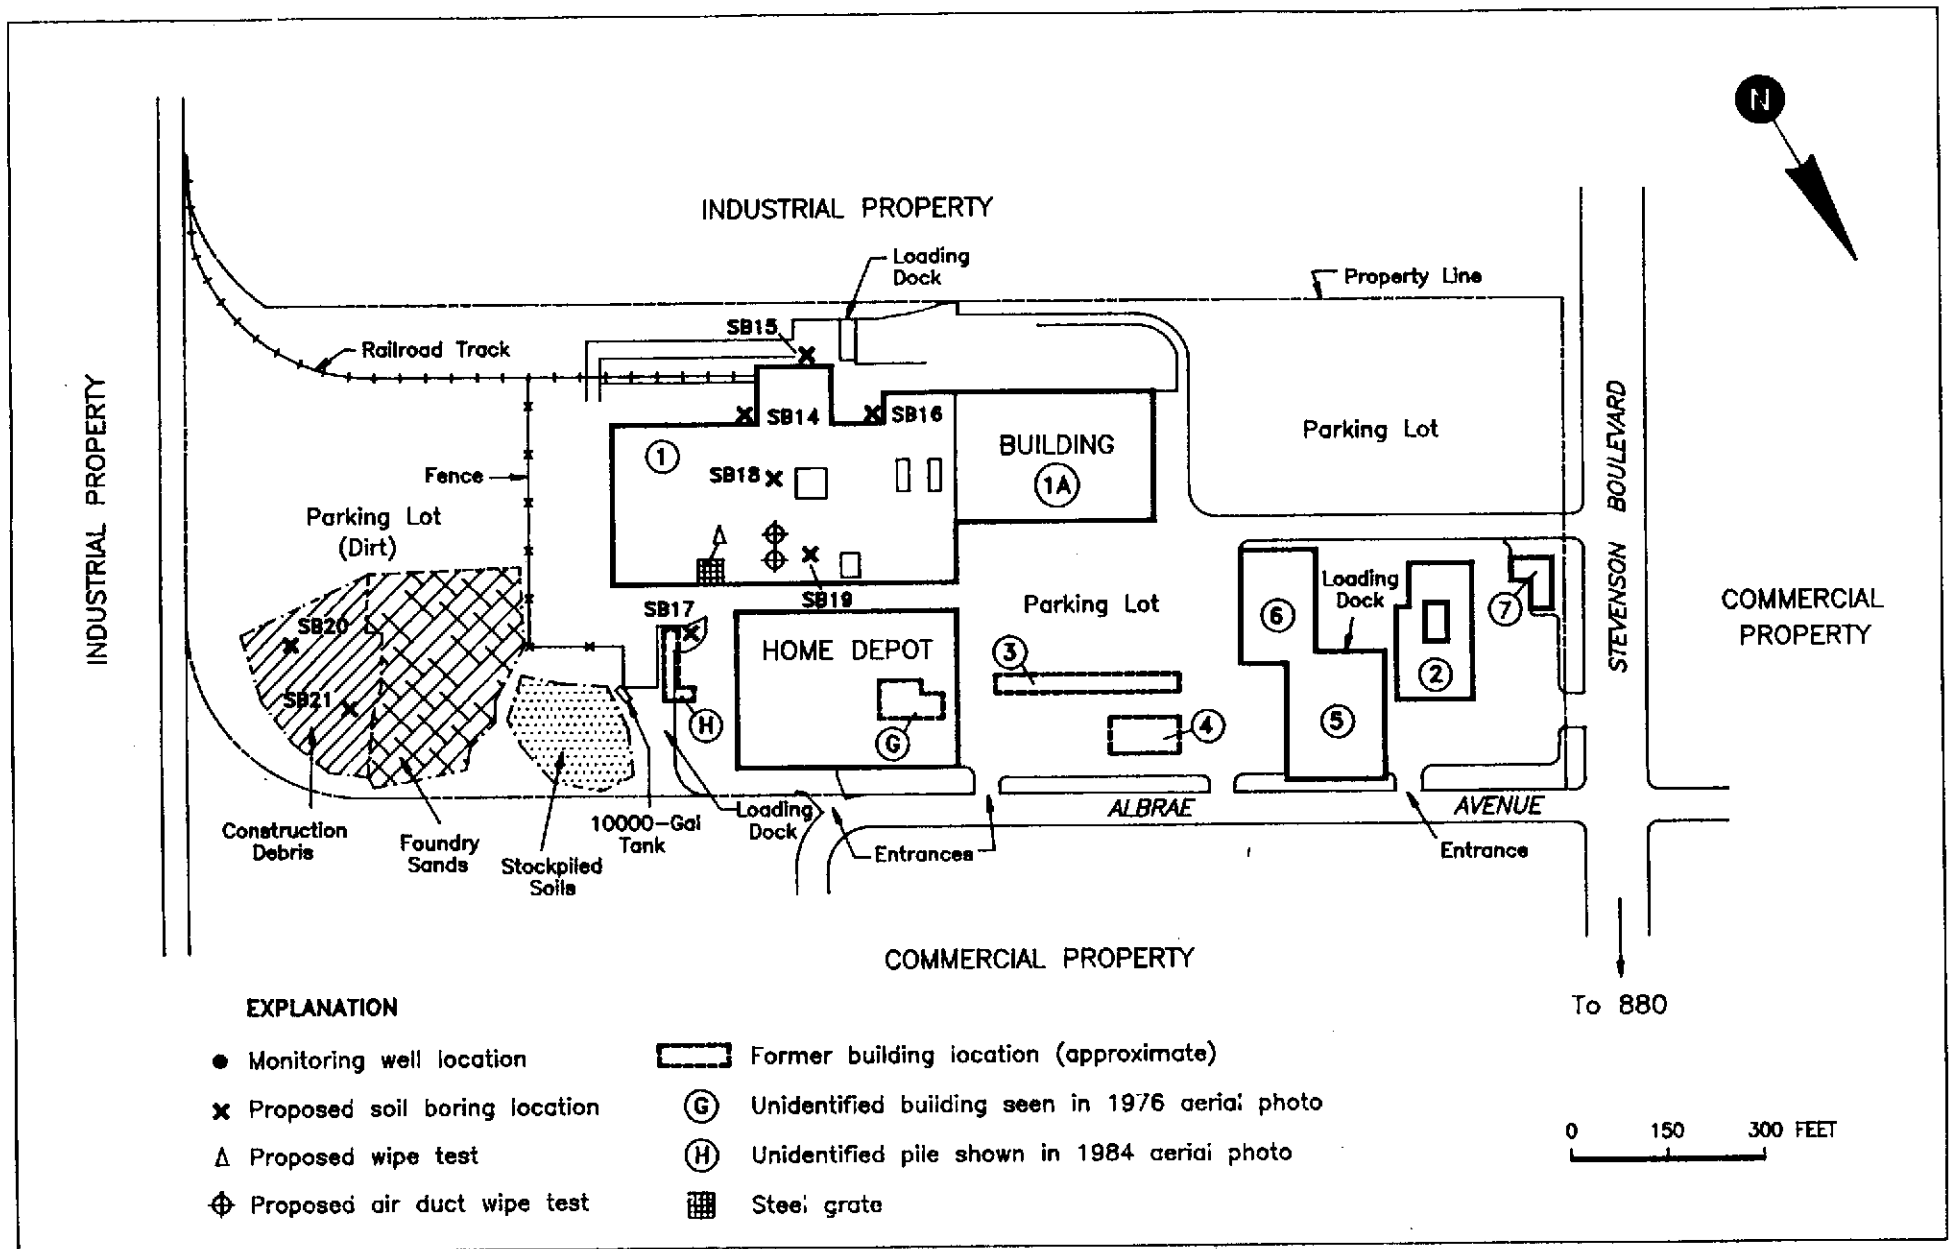 N
INDUSTRIAL PROPERTY
Loading
Dock
Property Line
SB15
Railroad Track
INDUSTRIAL PROPERTY
SB14
SB16
Parking Lot
STEVENSON BOULEVARD
1
BUILDING
1A
Fence
SB18
Parking Lot
(Dirt)
SB17
SB19
Parking Lot
Loading
Dock
6
7
COMMERCIAL
PROPERTY
SB20
HOME DEPOT
3
2
SB21
H
G
4
5
Construction
Debris
Foundry
Sands
Stockpiled
Soils
10000-Gal
Tank
Loading
Dock
ALBRAE AVENUE
Entrances
Entrance
COMMERCIAL PROPERTY
To 880
EXPLANATION
Monitoring well location
Proposed soil boring location
Proposed wipe test
Proposed air duct wipe test
Former building location (approximate)
G Unidentified building seen in 1976 aerial photo
H Unidentified pile shown in 1984 aerial photo
Steel grate
0 150 300 FEET